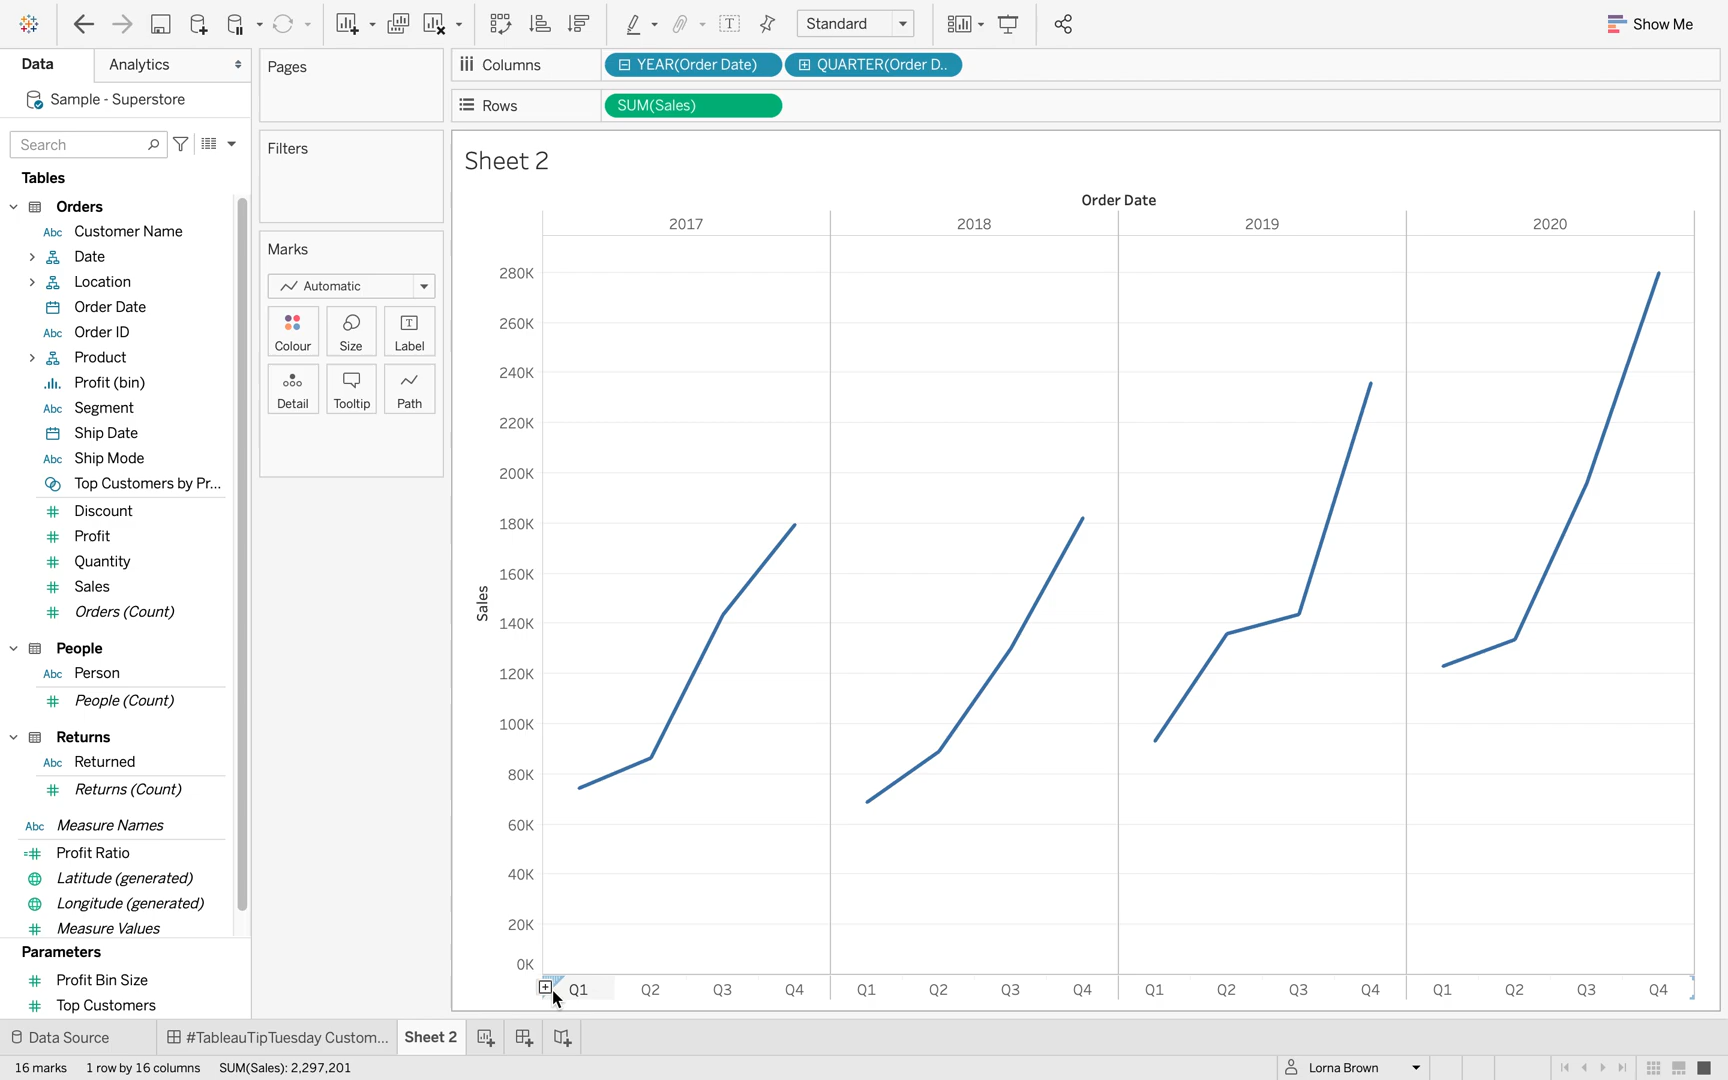 Standard
Show Me
Data
Analytics
Sample - Superstore
Search
Tables
Orders
Abc Customer Name
Date
Location
Order Date
Abc Order ID
Product
Profit (bin)
Abc Segment
Ship Date
Abc Ship Mode
Top Customers by Pr...
# Discount
# Profit
# Quantity
# Sales
# Orders (Count)
People
Abc Person
# People (Count)
Returns
Abc Returned
# Returns (Count)
Abc Measure Names
=# Profit Ratio
Latitude (generated)
Longitude (generated)
# Measure Values
Parameters
# Profit Bin Size
# Top Customers
Pages
Filters
Marks
Automatic
Colour Size Label
Detail Tooltip Path
Columns YEAR(Order Date) QUARTER(Order D..
Rows SUM(Sales)
Sheet 2
Order Date
2017 2018 2019 2020
Sales
280K
260K
240K
220K
200K
180K
160K
140K
120K
100K
80K
60K
40K
20K
0K
Q1 Q2 Q3 Q4 Q1 Q2 Q3 Q4 Q1 Q2 Q3 Q4 Q1 Q2 Q3 Q4
Data Source #TableauTipTuesday Custom... Sheet 2
16 marks 1 row by 16 columns SUM(Sales): 2,297,201 Lorna Brown